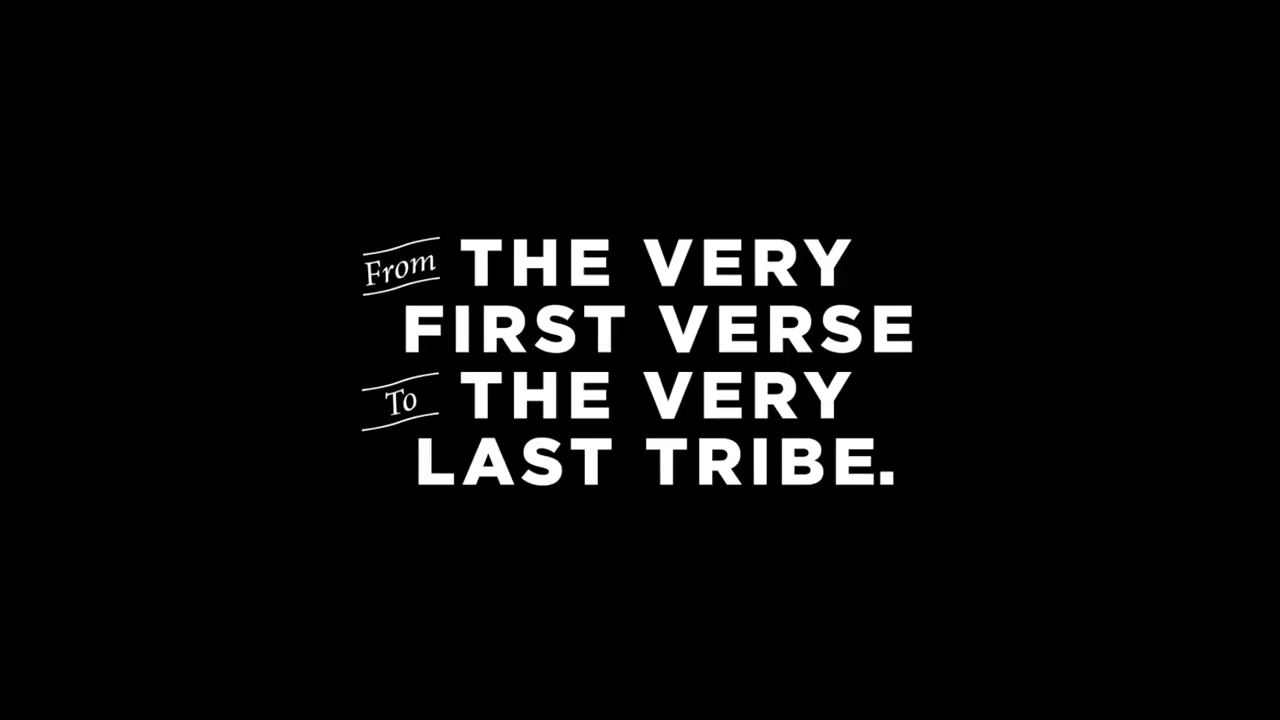 From THE VERY
FIRST VERSE
To THE VERY
LAST TRIBE.